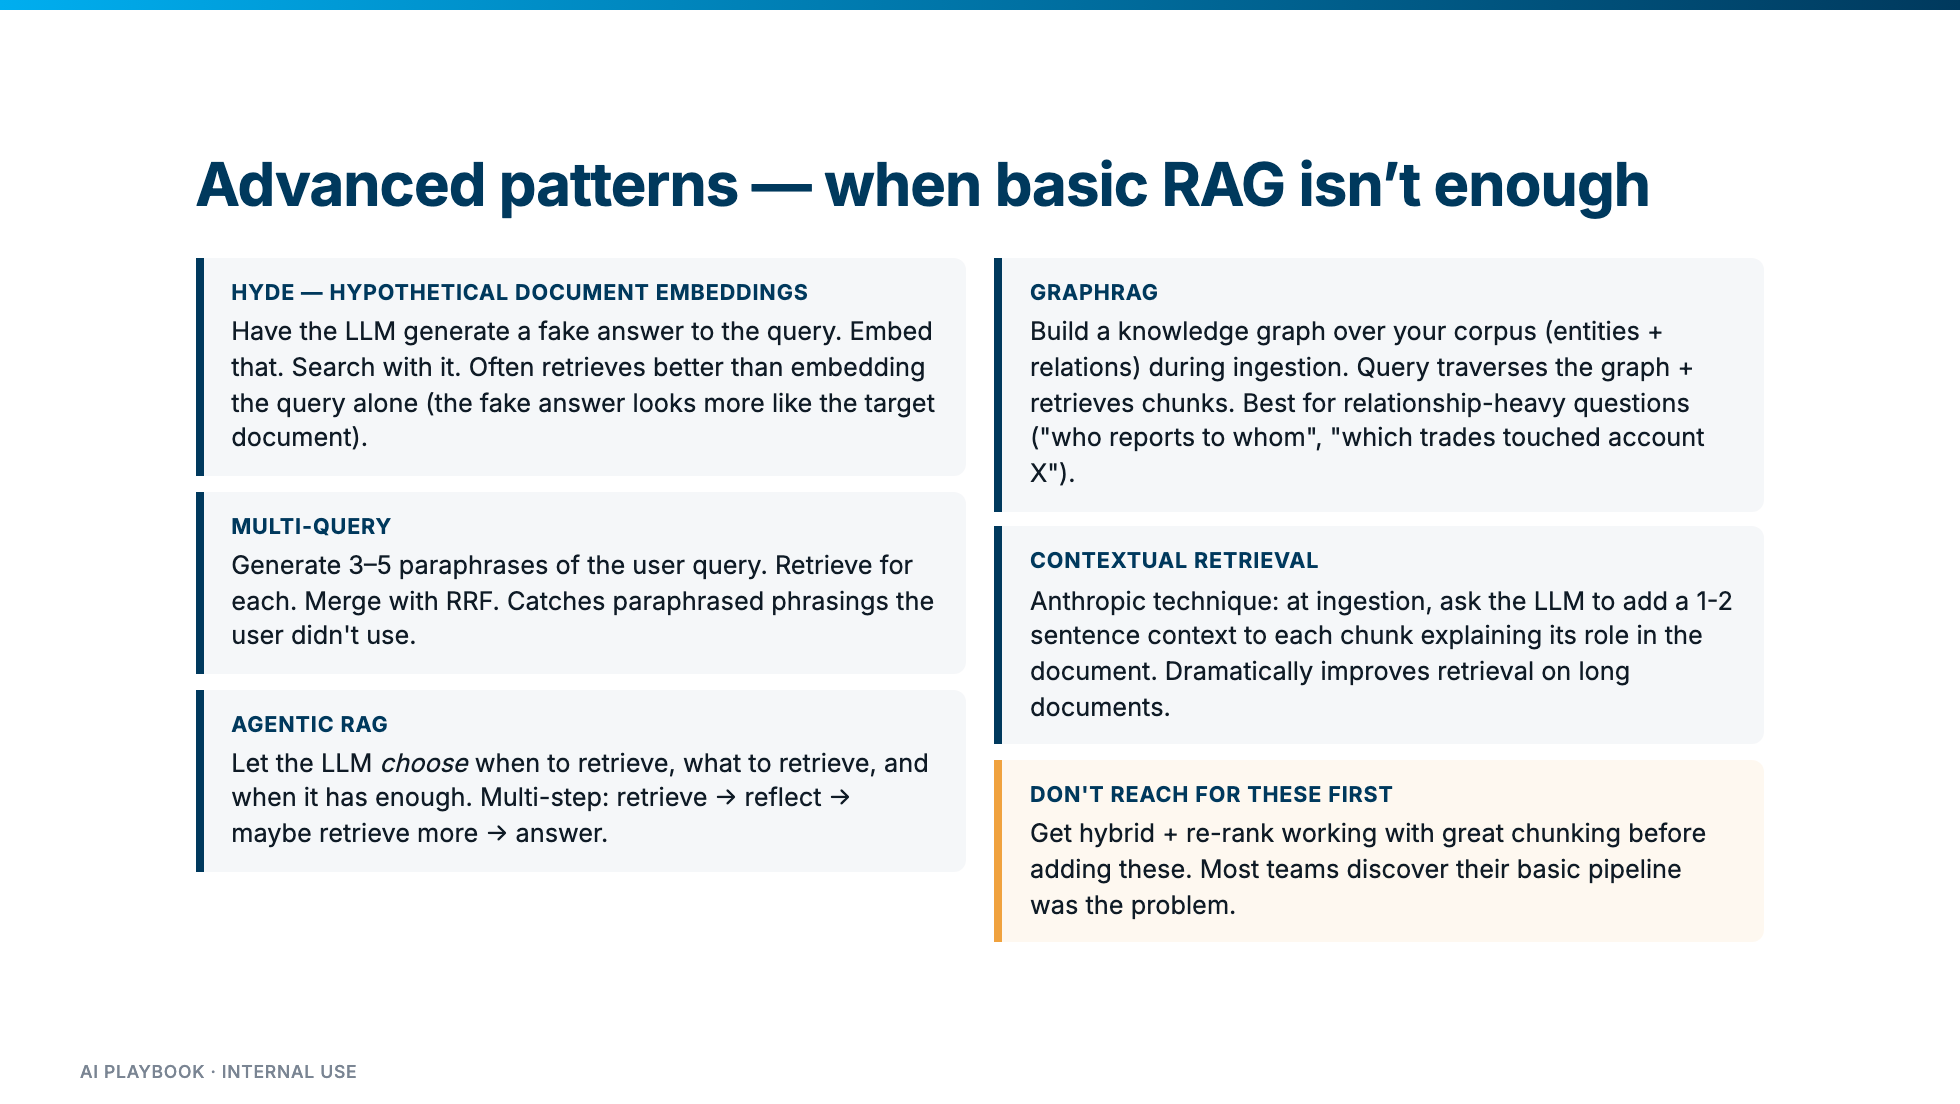 Advanced patterns — when basic RAG isn’t enough
HYDE — HYPOTHETICAL DOCUMENT EMBEDDINGS
Have the LLM generate a fake answer to the query. Embed
that. Search with it. Often retrieves better than embedding
the query alone (the fake answer looks more like the target
document).
MULTI-QUERY
Generate 3–5 paraphrases of the user query. Retrieve for
each. Merge with RRF. Catches paraphrased phrasings the
user didn't use.
AGENTIC RAG
Let the LLM choose when to retrieve, what to retrieve, and
when it has enough. Multi-step: retrieve → reflect →
maybe retrieve more → answer.
GRAPHRAG
Build a knowledge graph over your corpus (entities +
relations) during ingestion. Query traverses the graph +
retrieves chunks. Best for relationship-heavy questions
("who reports to whom", "which trades touched account
X").
CONTEXTUAL RETRIEVAL
Anthropic technique: at ingestion, ask the LLM to add a 1-2
sentence context to each chunk explaining its role in the
document. Dramatically improves retrieval on long
documents.
DON'T REACH FOR THESE FIRST
Get hybrid + re-rank working with great chunking before
adding these. Most teams discover their basic pipeline
was the problem.
AI PLAYBOOK · INTERNAL USE